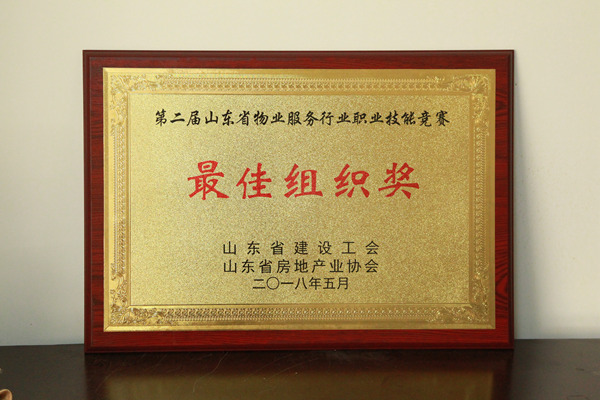 第二届山东省物业服务行业职业技能竞赛
最佳组织奖
山东省建设工会
山东省房地产业协会
二〇一八年五月